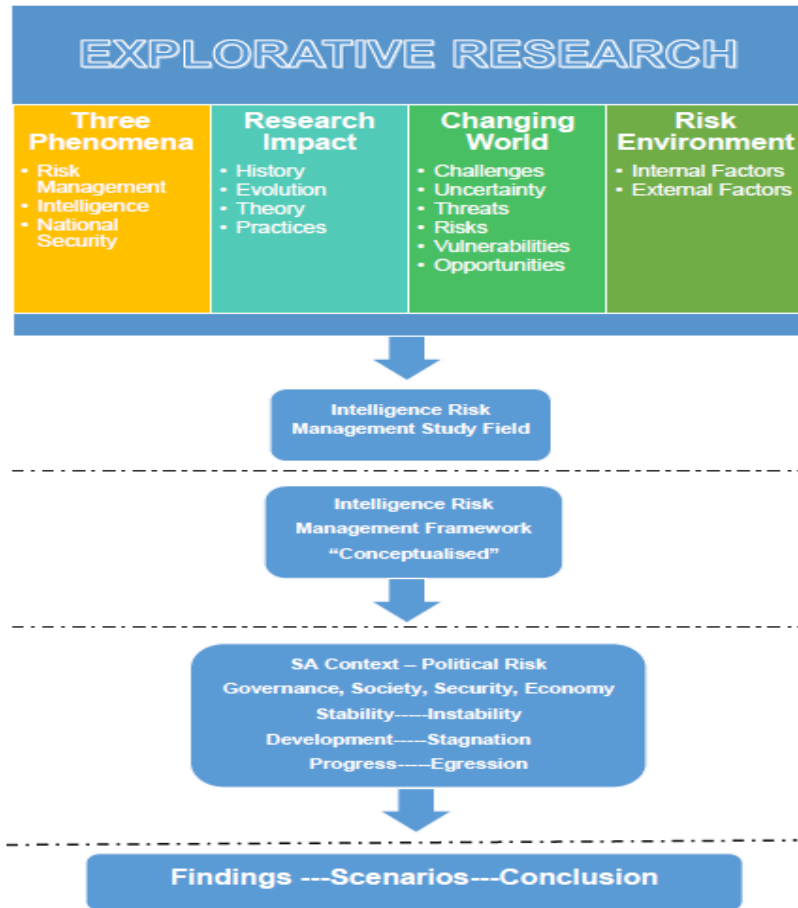 EXPLORATIVE RESEARCH
Three
Phenomena
• Risk
Management
• Intelligence
• National
Security
Research
Impact
• History
• Evolution
• Theory
• Practices
Changing
World
• Challenges
• Uncertainty
• Threats
• Risks
• Vulnerabilities
• Opportunities
Risk
Environment
• Internal Factors
• External Factors
Intelligence Risk
Management Study Field
Intelligence Risk
Management Framework
“Conceptualised”
SA Context – Political Risk
Governance, Society, Security, Economy
Stability-----Instability
Development-----Stagnation
Progress-----Egression
Findings ---Scenarios---Conclusion